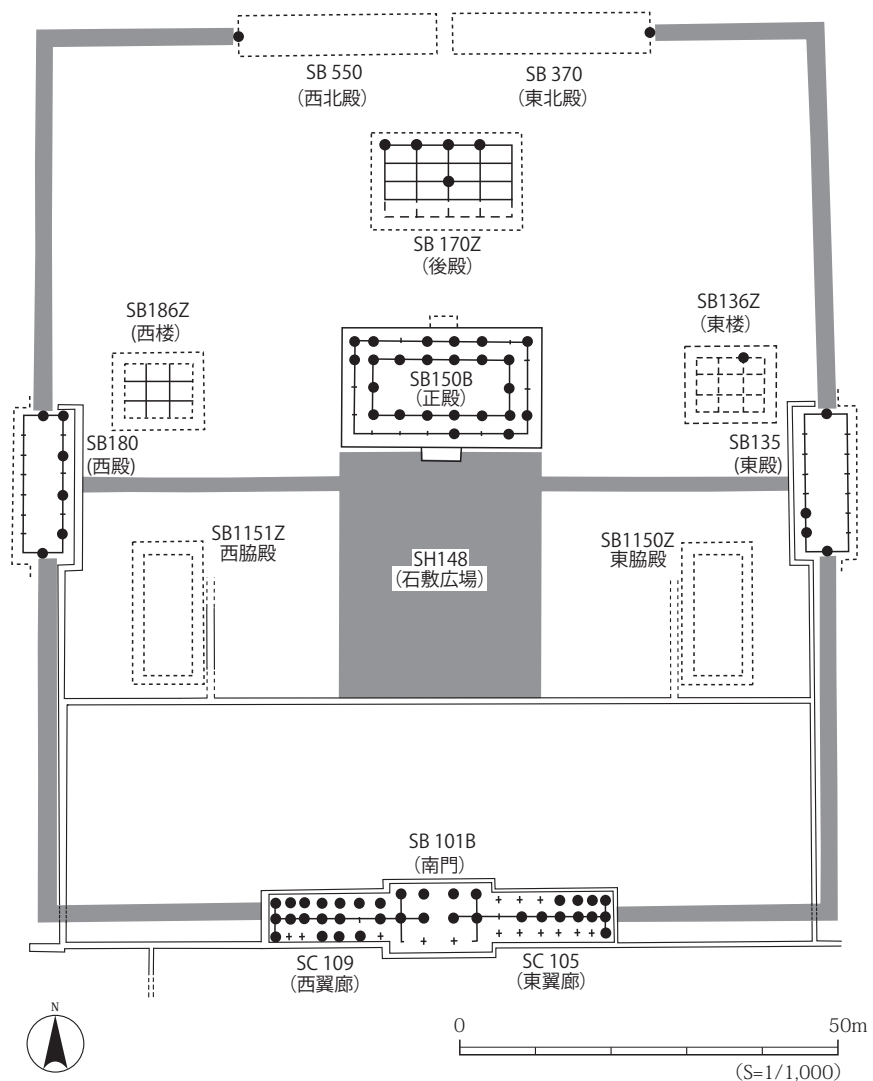 SB 550
（西北殿）
SB 370
（東北殿）
SB 170Z
（後殿）
SB186Z
(西楼)
SB136Z
（東楼）
SB150B
（正殿）
SB180
(西殿)
SB135
（東殿）
SB1151Z
西脇殿
SH148
（石敷広場）
SB1150Z
東脇殿
SB 101B
（南門）
SC 109
（西翼廊）
SC 105
（東翼廊）
N
0
50m
(S=1/1,000)